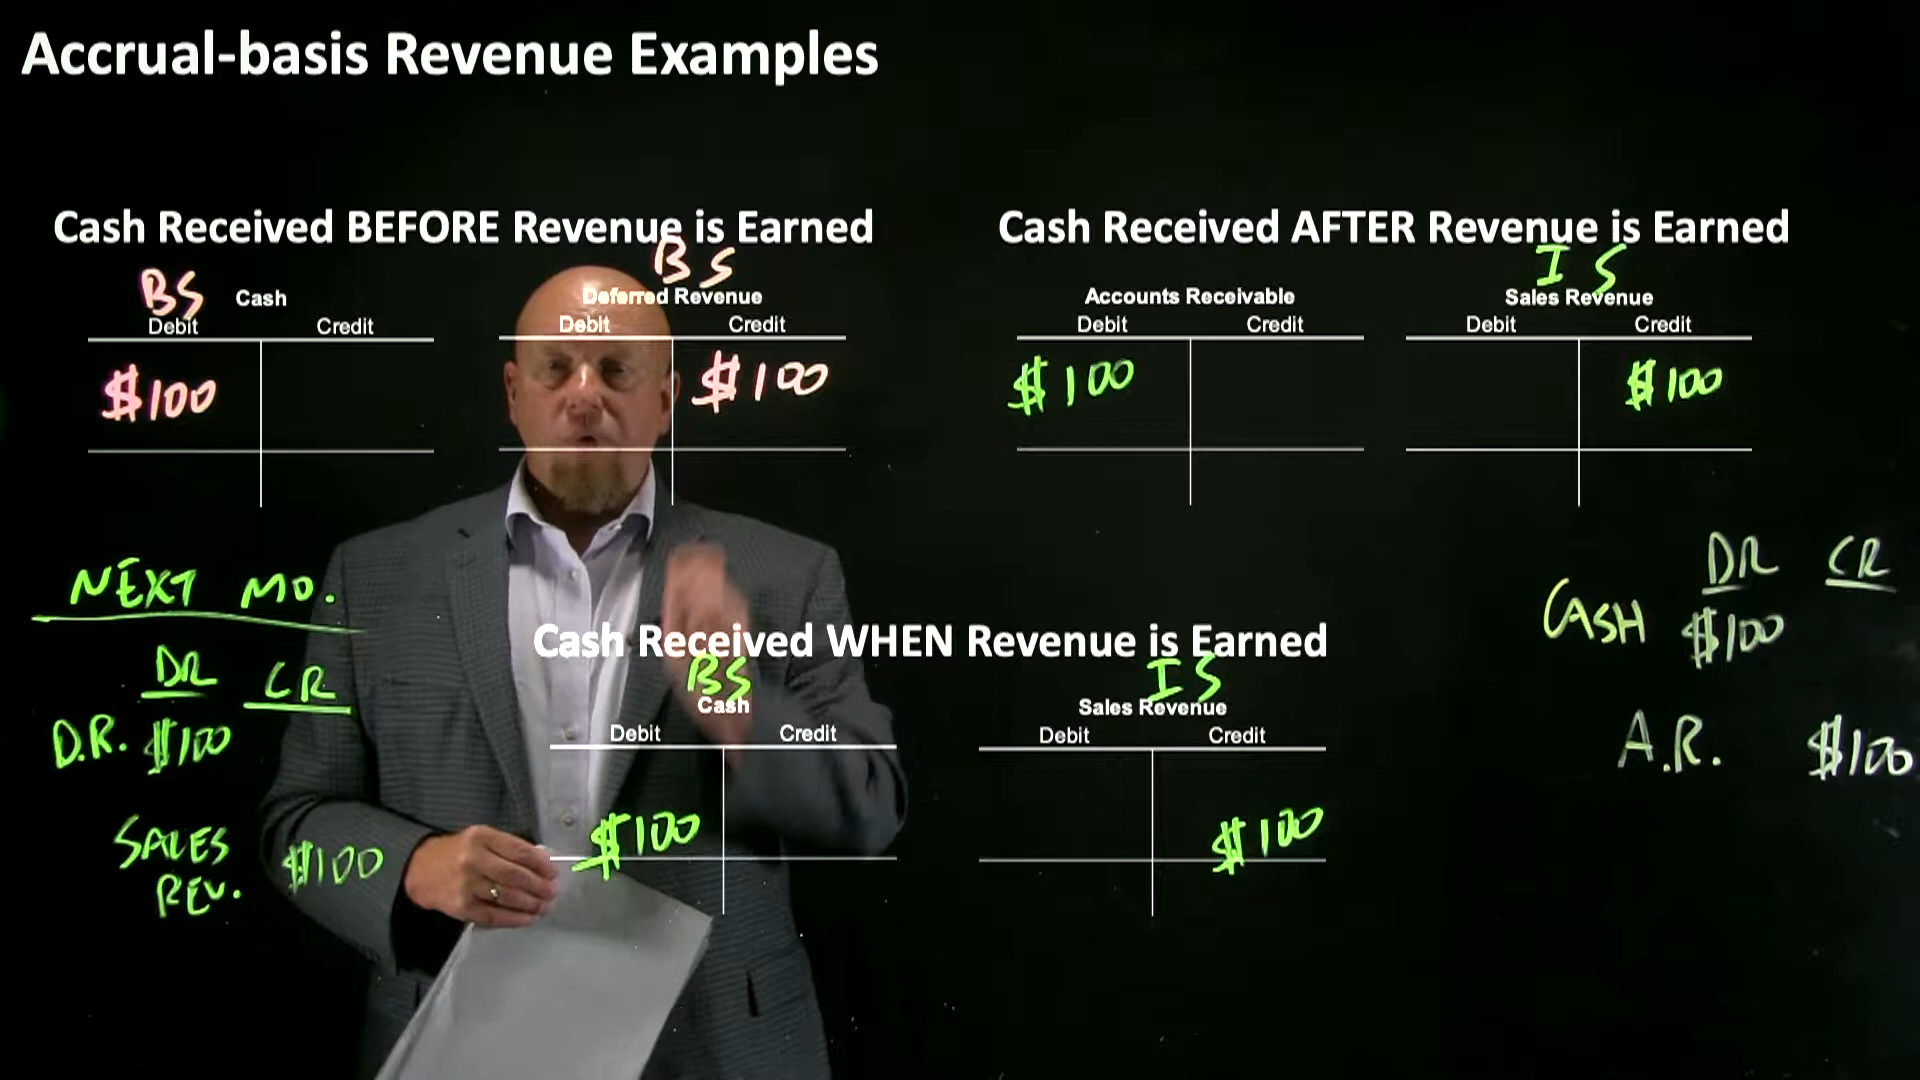 Accrual-basis Revenue Examples
Cash Received BEFORE Revenue is Earned
BS Cash
Debit Credit
$100
BS
Deferred Revenue
Debit Credit
$100
Cash Received AFTER Revenue is Earned
Accounts Receivable
Debit Credit
$100
IS
Sales Revenue
Debit Credit
$100
NEXT MO.
DR CR
D.R. $100
SALES
REV. $100
Cash Received WHEN Revenue is Earned
BS
Cash
Debit Credit
$100
IS
Sales Revenue
Debit Credit
$100
DR CR
CASH $100
A.R. $100